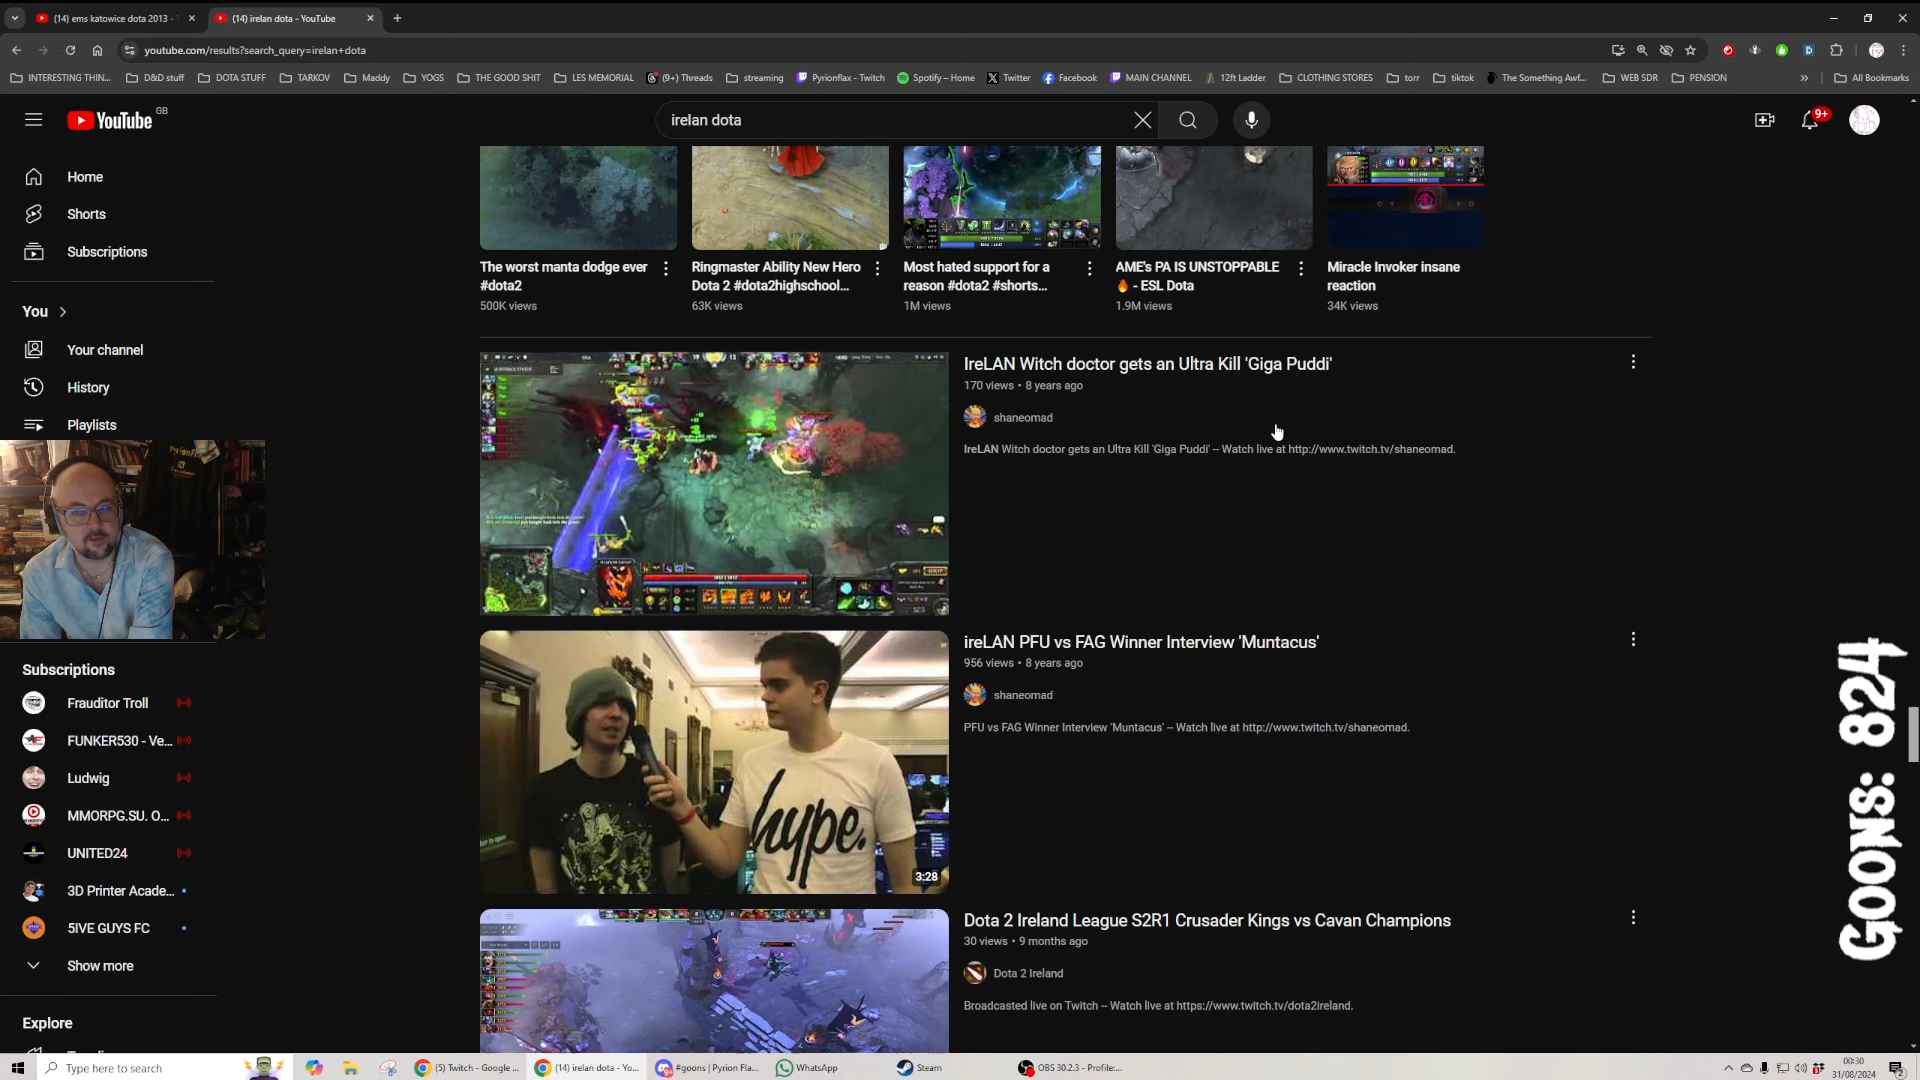 (14) ems katowice dota 2013 -
(14) irelan dota - YouTube
youtube.com/results?search_query=irelan+dota
INTERESTING THIN...
D&D stuff
DOTA STUFF
TARKOV
Maddy
YOGS
THE GOOD SHIT
LES MEMORIAL
(9+) Threads
streaming
Pyrionflax - Twitch
Spotify – Home
Twitter
Facebook
MAIN CHANNEL
12ft Ladder
CLOTHING STORES
torr
tiktok
The Something Awf...
WEB SDR
PENSION
All Bookmarks
YouTube
GB
irelan dota
9+
Home
Shorts
Subscriptions
You
Your channel
History
Playlists
Subscriptions
Frauditor Troll
FUNKER530 - Ve...
Ludwig
MMORPG.SU. O...
UNITED24
3D Printer Acade...
5IVE GUYS FC
Show more
Explore
The worst manta dodge ever
#dota2
500K views
Ringmaster Ability New Hero
Dota 2 #dota2highschool...
63K views
Most hated support for a
reason #dota2 #shorts...
1M views
AME's PA IS UNSTOPPABLE
🔥 - ESL Dota
1.9M views
Miracle Invoker insane
reaction
34K views
IreLAN Witch doctor gets an Ultra Kill 'Giga Puddi'
170 views • 8 years ago
shaneomad
IreLAN Witch doctor gets an Ultra Kill 'Giga Puddi' -- Watch live at http://www.twitch.tv/shaneomad.
hype.
3:28
ireLAN PFU vs FAG Winner Interview 'Muntacus'
956 views • 8 years ago
shaneomad
PFU vs FAG Winner Interview 'Muntacus' -- Watch live at http://www.twitch.tv/shaneomad.
Dota 2 Ireland League S2R1 Crusader Kings vs Cavan Champions
30 views • 9 months ago
Dota 2 Ireland
Broadcasted live on Twitch -- Watch live at https://www.twitch.tv/dota2ireland.
GOONS: 824
Type here to search
(5) Twitch - Google ...
(14) irelan dota - Yo...
#goons | Pyrion Fla...
WhatsApp
Steam
OBS 30.2.3 - Profile:...
00:30
31/08/2024
2